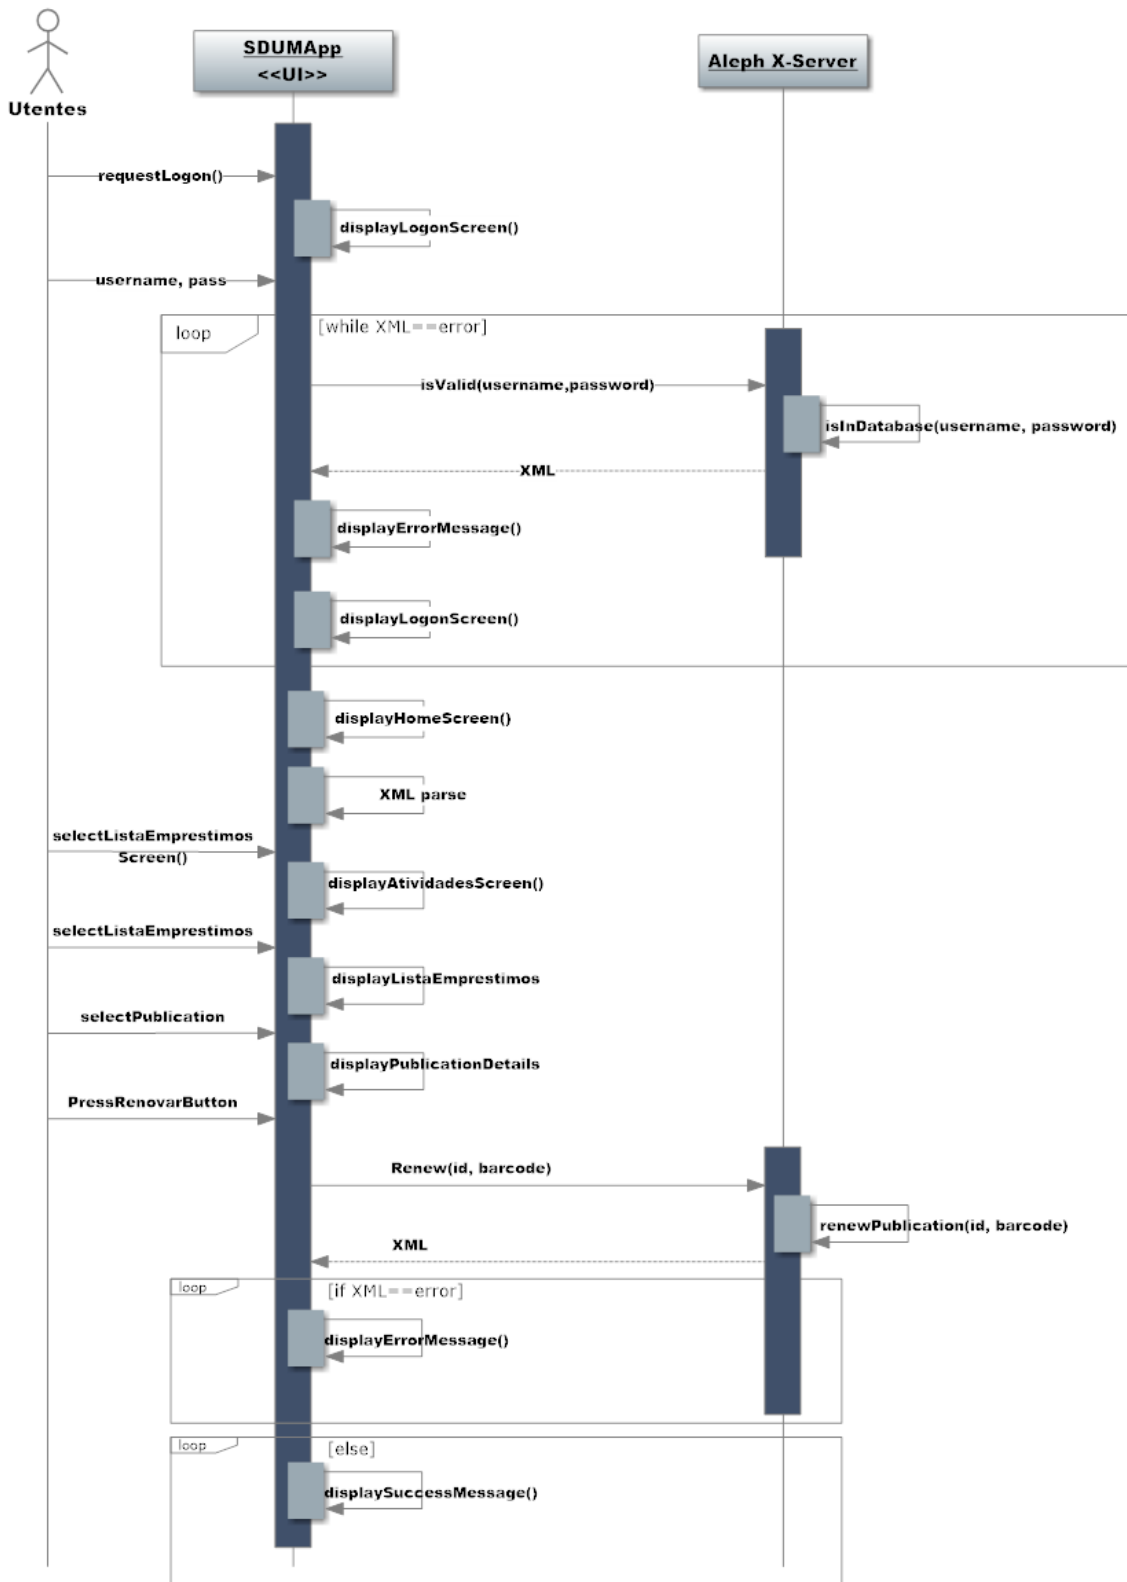 SDUMApp
<<UI>>
Aleph X-Server
Utentes
requestLogon()
displayLogonScreen()
username, pass
loop
[while XML==error]
isValid(username,password)
isInDatabase(username, password)
XML
displayErrorMessage()
displayLogonScreen()
displayHomeScreen()
XML parse
selectListaEmprestimos
Screen()
displayAtividadesScreen()
selectListaEmprestimos
displayListaEmprestimos
selectPublication
displayPublicationDetails
PressRenovarButton
Renew(id, barcode)
renewPublication(id, barcode)
XML
loop
[if XML==error]
displayErrorMessage()
loop
[else]
displaySuccessMessage()